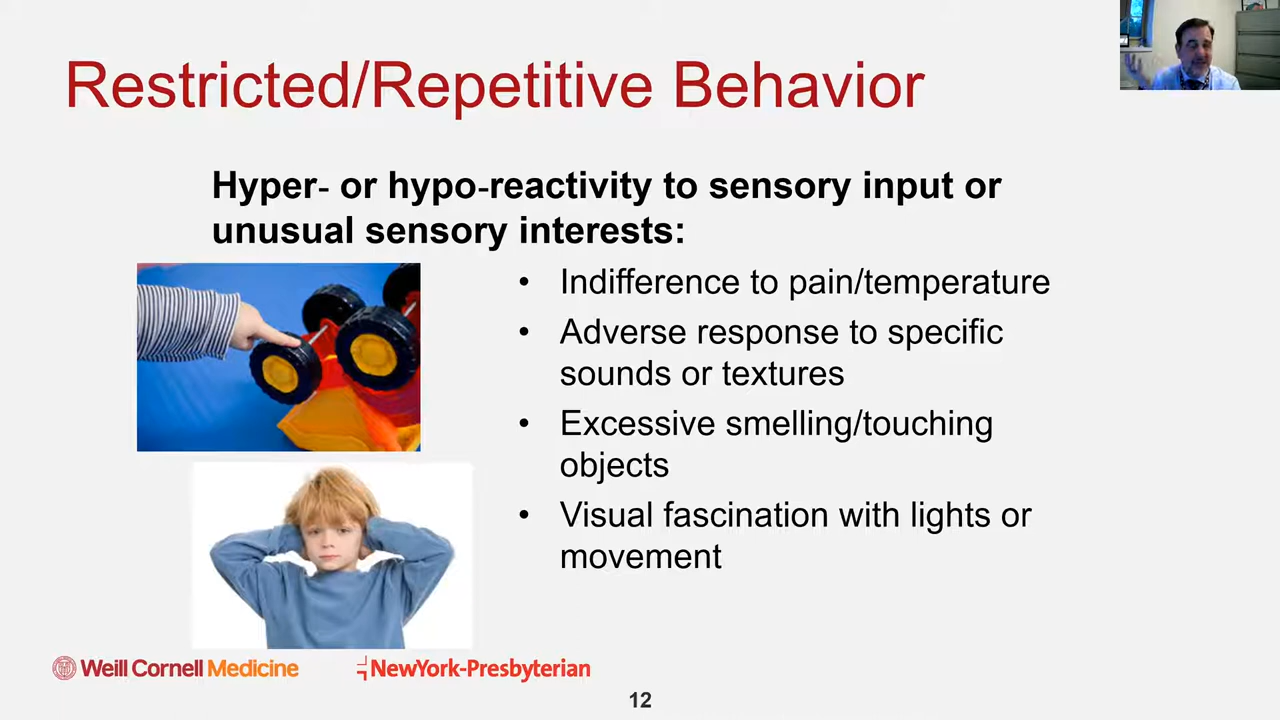 Restricted/Repetitive Behavior
Hyper- or hypo-reactivity to sensory input or
unusual sensory interests:
• Indifference to pain/temperature
• Adverse response to specific
sounds or textures
• Excessive smelling/touching
objects
• Visual fascination with lights or
movement
Weill Cornell Medicine
NewYork-Presbyterian
12